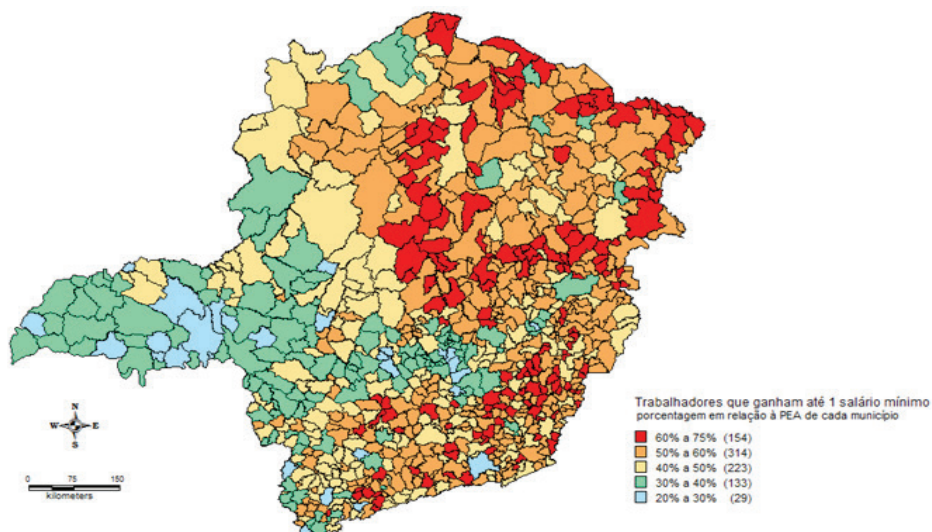 Trabalhadores que ganham até 1 salário mínimo
porcentagem em relação à PEA de cada município
60% a 75% (154)
50% a 60% (314)
40% a 50% (223)
30% a 40% (133)
20% a 30% (29)
N
W E
S
0 75 150
kilometers